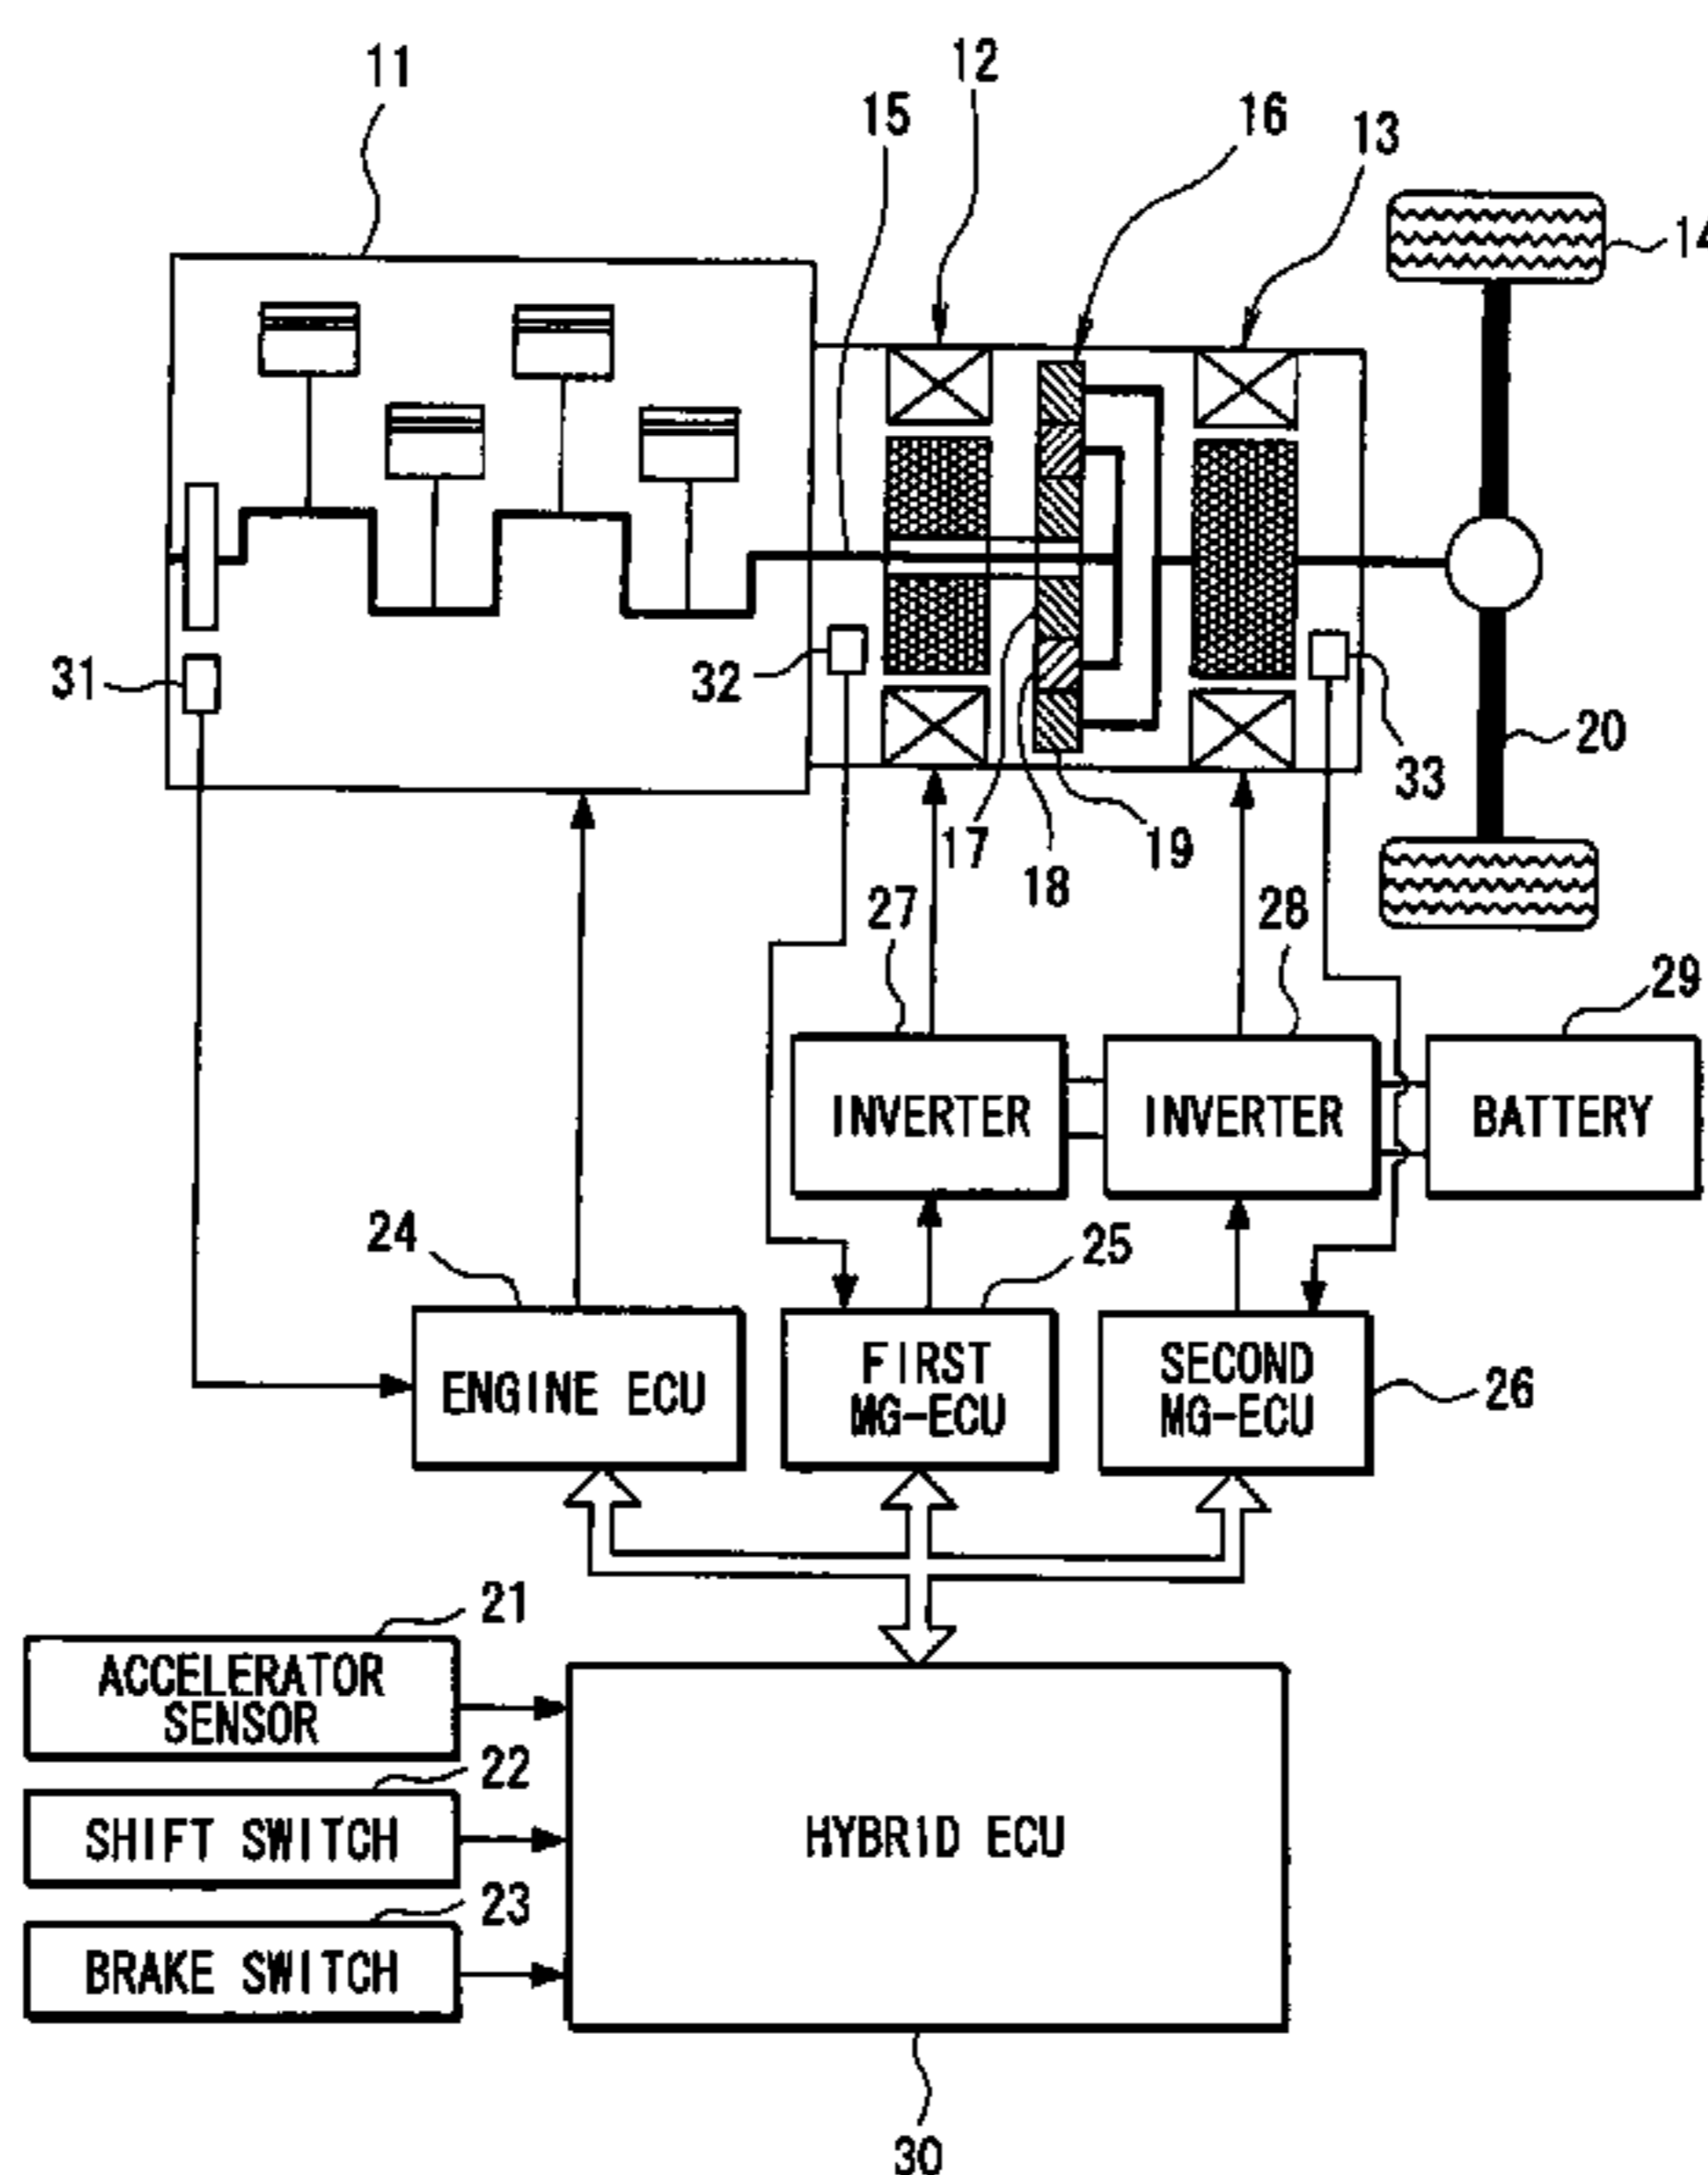 11
12
15
16
13
14
31
32
33
20
17
18
19
27
28
29
INVERTER
INVERTER
BATTERY
24
25
26
ENGINE ECU
FIRST
MG-ECU
SECOND
MG-ECU
21
ACCELERATOR
SENSOR
22
SHIFT SWITCH
23
BRAKE SWITCH
HYBRID ECU
30